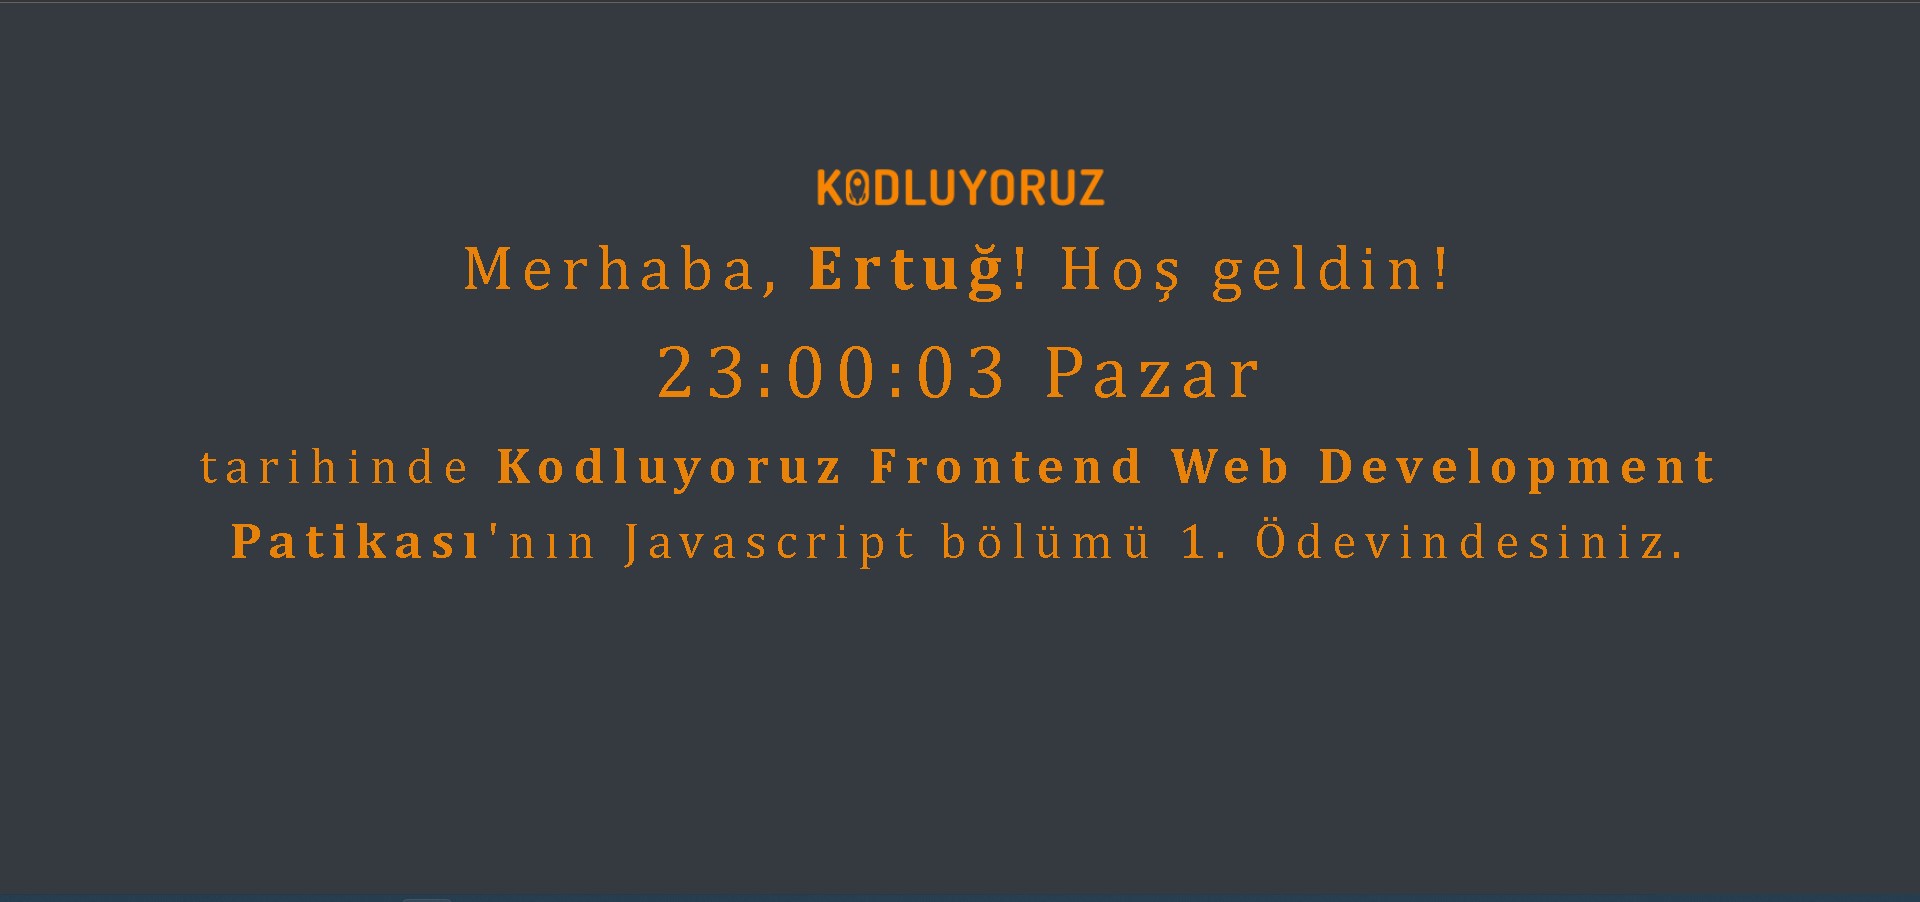 KODLUYORUZ
Merhaba, Ertuğ! Hoş geldin!
23:00:03 Pazar
tarihinde Kodluyoruz Frontend Web Development
Patikası'nın Javascript bölümü 1. Ödevindesiniz.